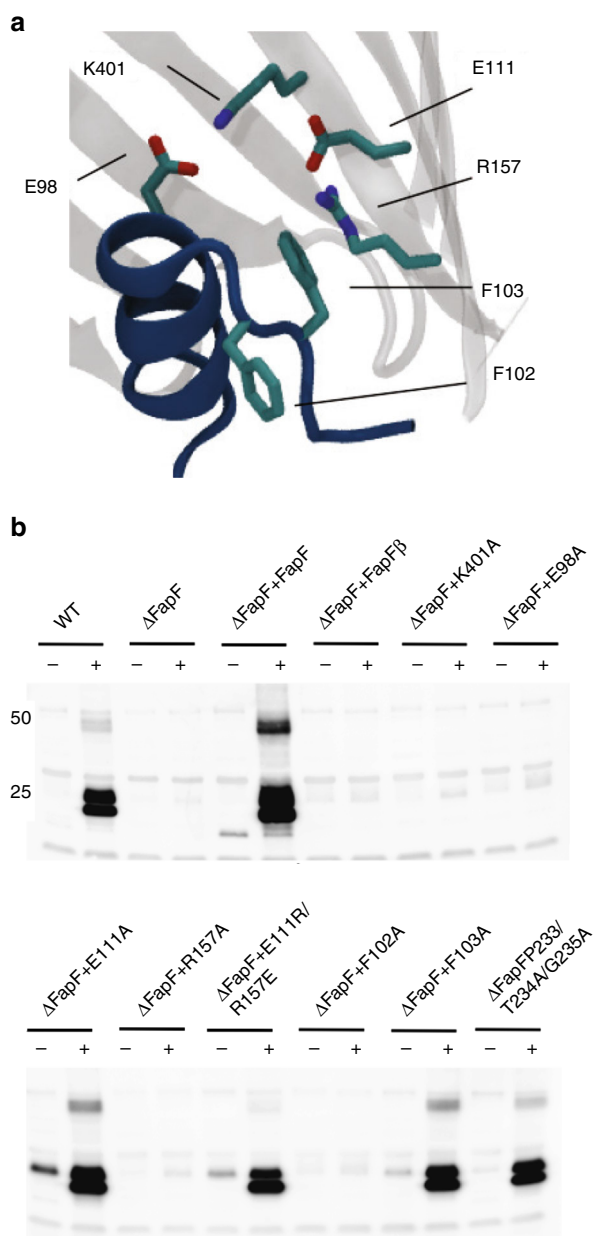 a
K401
E111
E98
R157
F103
F102
b
WT
ΔFapF
ΔFapF+FapF
ΔFapF+FapFβ
ΔFapF+K401A
ΔFapF+E98A
– + – + – + – + – + – +
50
25
ΔFapF+E111A
ΔFapF+R157A
ΔFapF+E111R/
R157E
ΔFapF+F102A
ΔFapF+F103A
ΔFapFP233/
T234A/G235A
– + – + – + – + – + – +